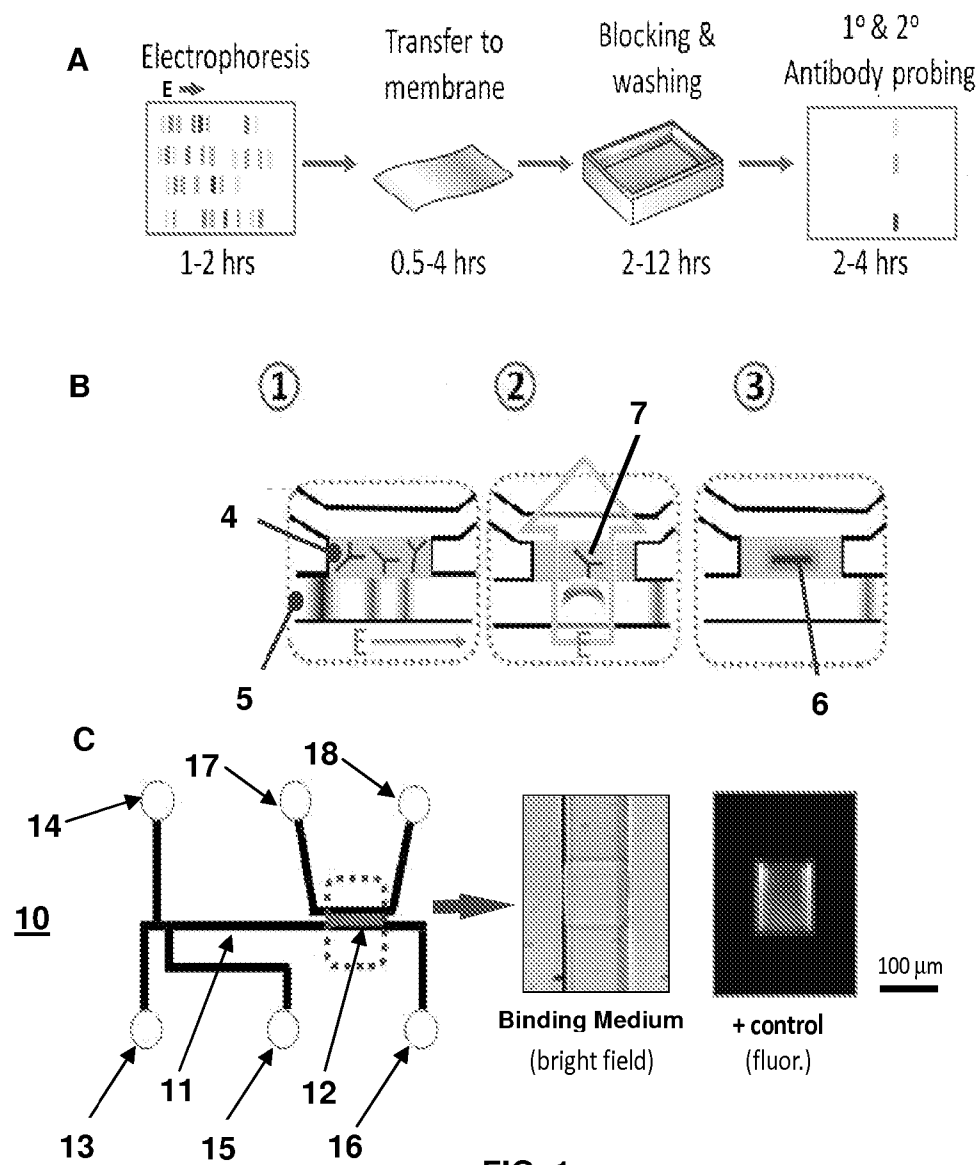 A
Electrophoresis
E
Transfer to
membrane
Blocking &
washing
1º & 2º
Antibody probing
1-2 hrs
0.5-4 hrs
2-12 hrs
2-4 hrs
B
1
2
3
4
7
E
E
5
6
C
17
18
14
10
100 µm
Binding Medium
(bright field)
+ control
(fluor.)
11
12
13
15
16
FIG. 1